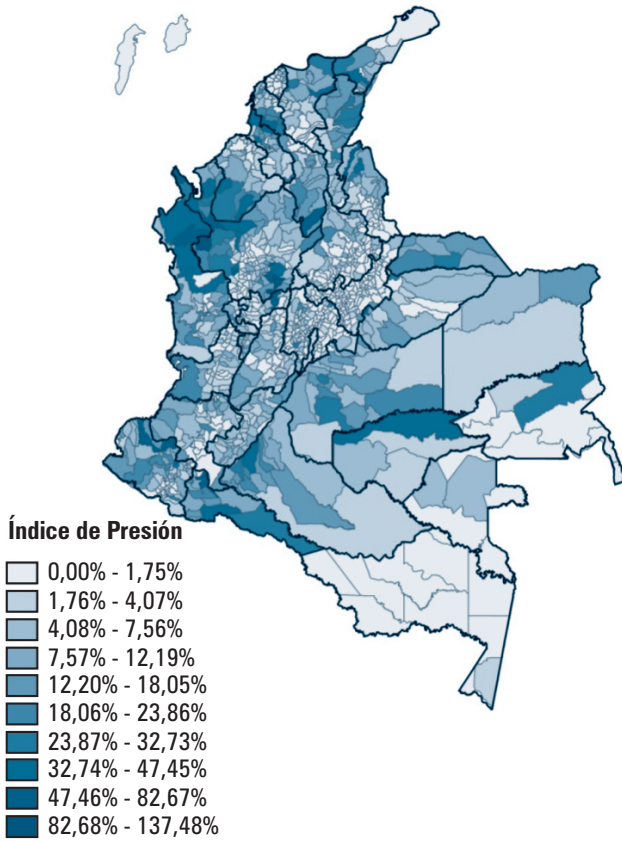 Índice de Presión
0,00% - 1,75%
1,76% - 4,07%
4,08% - 7,56%
7,57% - 12,19%
12,20% - 18,05%
18,06% - 23,86%
23,87% - 32,73%
32,74% - 47,45%
47,46% - 82,67%
82,68% - 137,48%